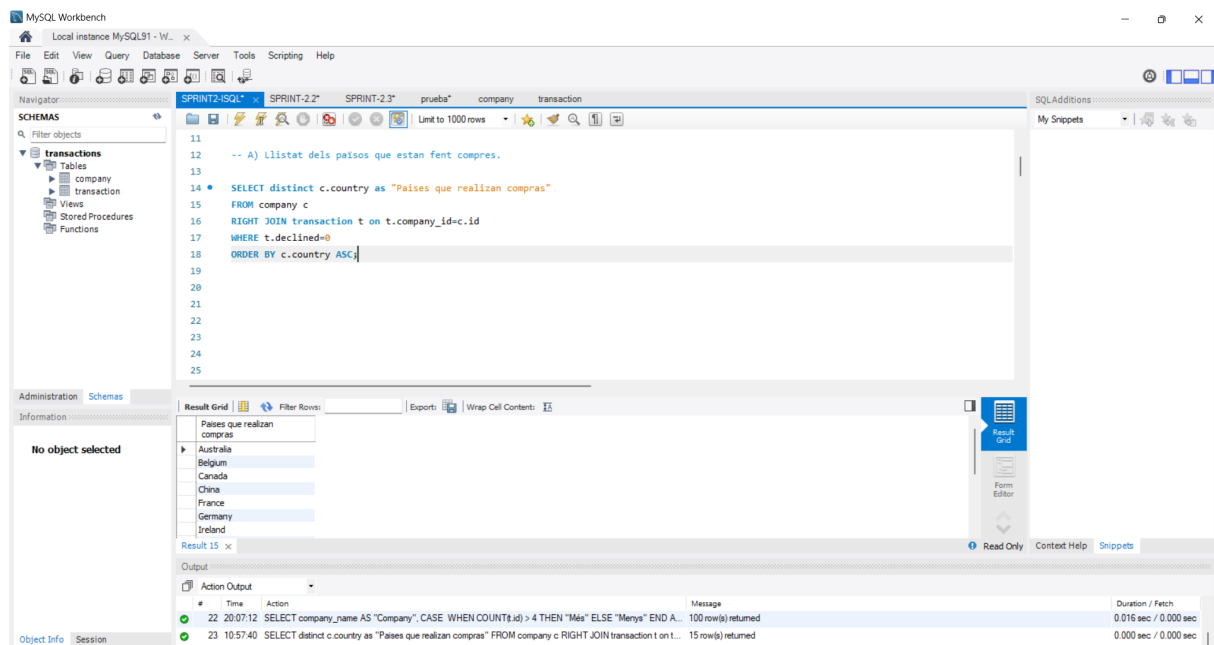 MySQL Workbench
Local instance MySQL91 - W... ×
File Edit View Query Database Server Tools Scripting Help
Navigator
SCHEMAS
Filter objects
transactions
Tables
company
transaction
Views
Stored Procedures
Functions
Administration Schemas
Information
No object selected
Object Info Session
SPRINT2-ISQL* × SPRINT-2.2* SPRINT-2.3* prueba* company transaction
Limit to 1000 rows
11
12 -- A) Llistat dels països que estan fent compres.
13
14 SELECT distinct c.country as "Paises que realizan compras"
15 FROM company c
16 RIGHT JOIN transaction t on t.company_id=c.id
17 WHERE t.declined=0
18 ORDER BY c.country ASC;
19
20
21
22
23
24
25
Result Grid Filter Rows: Export: Wrap Cell Content:
Paises que realizan
compras
Australia
Belgium
Canada
China
France
Germany
Ireland
Result
Grid
Form
Editor
Result 15 × Read Only
Output
Action Output
# Time Action Message Duration / Fetch
22 20:07:12 SELECT company_name AS "Company", CASE WHEN COUNT(t.id) > 4 THEN "Més" ELSE "Menys" END A... 100 row(s) returned 0.016 sec / 0.000 sec
23 10:57:40 SELECT distinct c.country as "Paises que realizan compras" FROM company c RIGHT JOIN transaction t on t... 15 row(s) returned 0.000 sec / 0.000 sec
SQLAdditions
My Snippets
Context Help Snippets